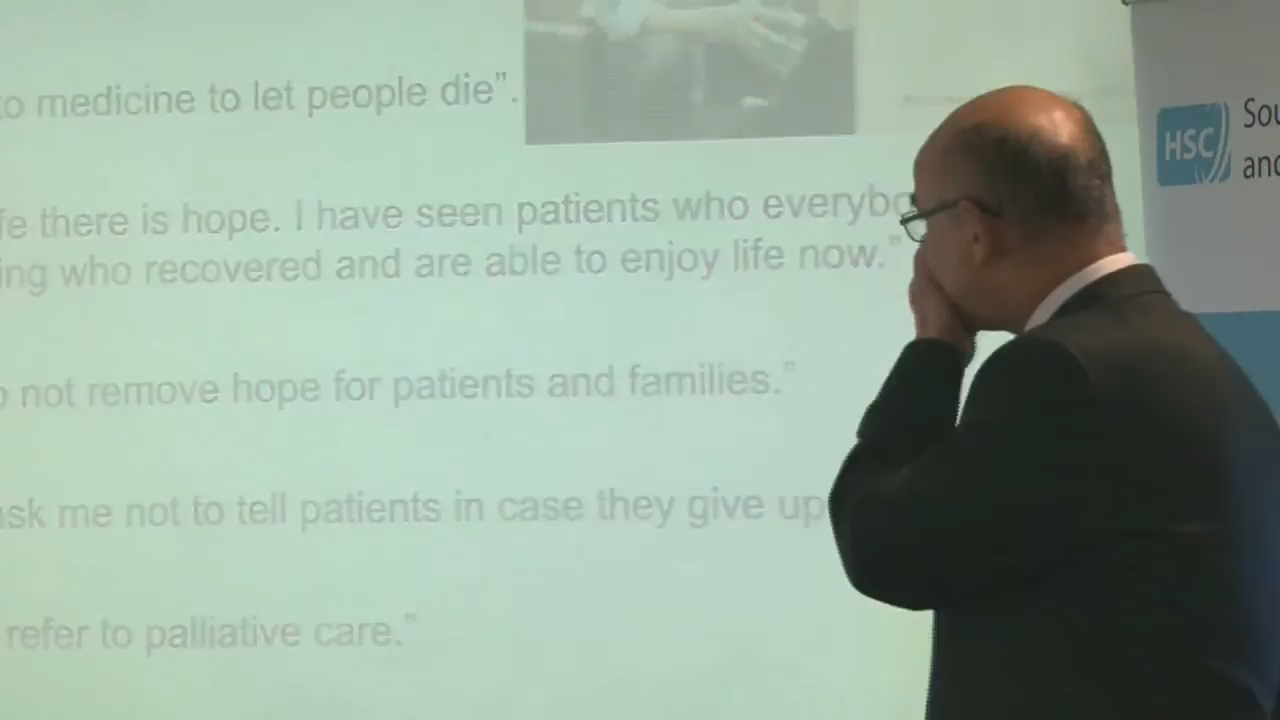 to medicine to let people die".
fe there is hope. I have seen patients who everybo
ing who recovered and are able to enjoy life now."
o not remove hope for patients and families."
ask me not to tell patients in case they give up
refer to palliative care."
HSC
Sou
and